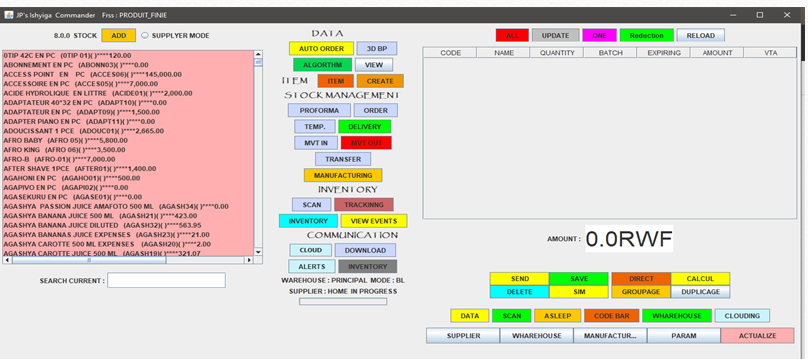 JP's Ishyiga Commander Frss : PRODUIT_FINIE
8.0.0 STOCK ADD SUPPLYER MODE
0TIP 42C EN PC (0TIP 01)( )****120.00
ABONNEMENT EN PC (ABONN03)( )****0.00
ACCESS POINT EN PC (ACCES06)( )****145,000.00
ACCESSOIRE EN PC (ACCES05)( )****7,000.00
ACIDE HYDROLIQUE EN LITTRE (ACIDE01)( )****2,000.00
ADAPTATEUR 40*32 EN PC (ADAPT10)( )****0.00
ADAPTATEUR EN PC (ADAPT09)( )****1,500.00
ADAPTER PIANO EN PC (ADAPT11)( )****0.00
ADOUCISSANT 1 PCE (ADOUC01)( )****2,665.00
AFRO BABY (AFRO 05)( )****5,800.00
AFRO KING (AFRO 06)( )****3,500.00
AFRO-B (AFRO-01)( )****7,000.00
AFTER SHAVE 1PCE (AFTER01)( )****1,400.00
AGAHONI EN PC (AGAHO01)( )****500.00
AGAPIVO EN PC (AGAPI02)( )****0.00
AGASEKURU EN PC (AGASE01)( )****0.00
AGASHYA PASSION JUICE AMAFOTO 500 ML (AGASH34)( )****0.00
AGASHYA BANANA JUICE 500 ML (AGASH21)( )****423.00
AGASHYA BANANA JUICE DILUTED (AGASH32)( )****563.95
AGASHYA BANANAS JUICE EXPENSES (AGASH23)( )****21.00
AGASHYA CAROTTE 500 ML EXPENSES (AGASH20)( )****2.00
AGASHYA CAROTTE JUICE 500 ML (AGASH19)( )****321.07
SEARCH CURRENT :
DATA
AUTO ORDER 3D BP
ALGORTHM VIEW
ITEM ITEM CREATE
STOCK MANAGEMENT
PROFORMA ORDER
TEMP. DELIVERY
MVT IN MVT OUT
TRANSFER
MANUFACTURING
INVENTORY
SCAN TRACKINNG
INVENTORY VIEW EVENTS
COMMUNICATION
CLOUD DOWNLOAD
ALERTS INVENTORY
WAREHOUSE : PRINCIPAL MODE : BL
SUPPLIER : HOME IN PROGRESS
ALL UPDATE ONE Reduction RELOAD
CODE NAME QUANTITY BATCH EXPIRING AMOUNT VTA
AMOUNT : 0.0RWF
SEND SAVE DIRECT CALCUL
DELETE SIM GROUPAGE DUPLICAGE
DATA SCAN ASLEEP CODE BAR WHAREHOUSE CLOUDING
SUPPLIER WHAREHOUSE MANUFACTUR... PARAM ACTUALIZE